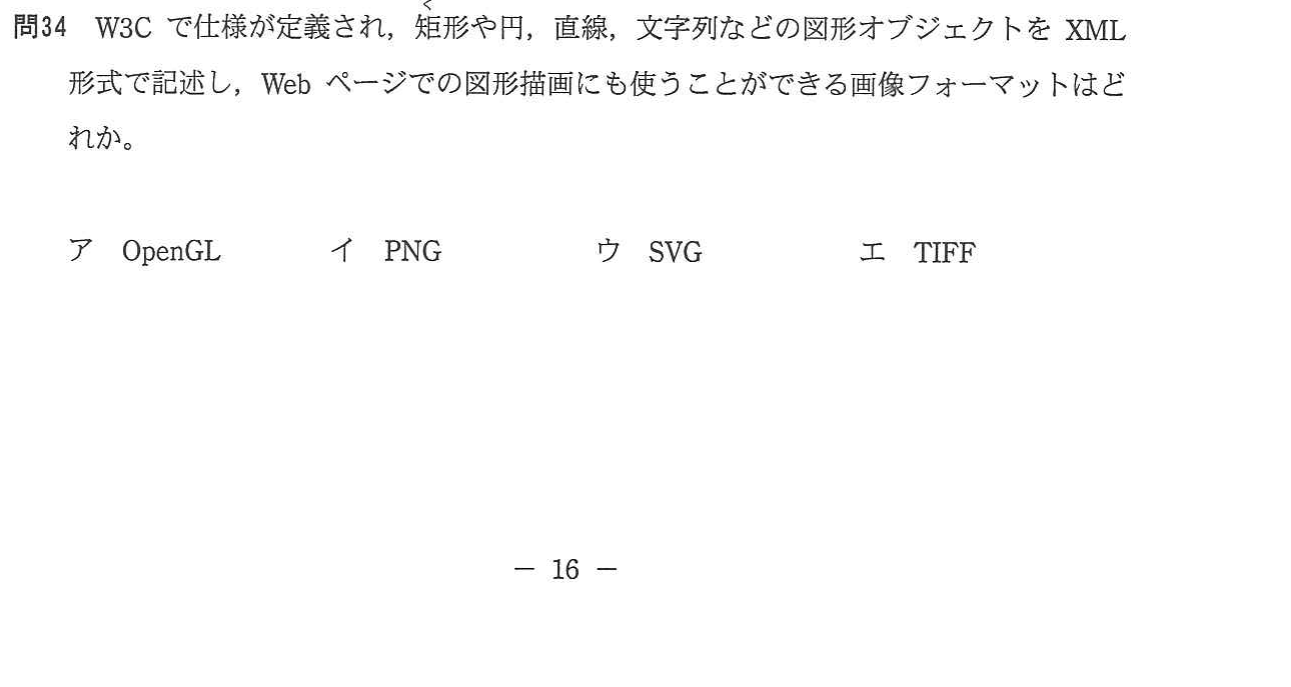 く
問34 W3C で仕様が定義され，矩形や円，直線，文字列などの図形オブジェクトを XML
形式で記述し，Web ページでの図形描画にも使うことができる画像フォーマットはど
れか。
ア OpenGL イ PNG ウ SVG エ TIFF
－ 16 －